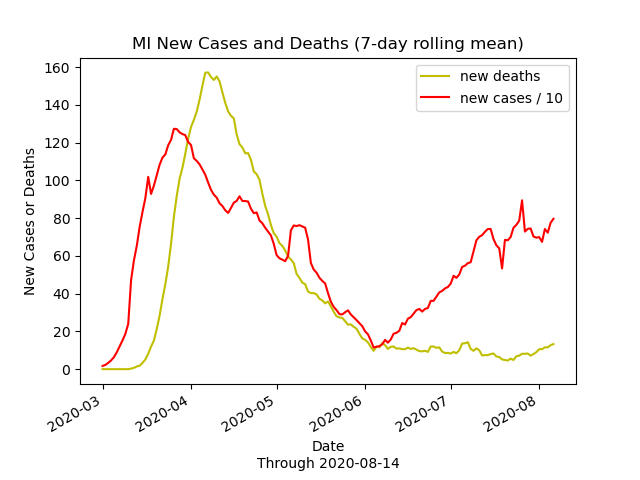 MI New Cases and Deaths (7-day rolling mean)
new deaths
new cases / 10
160
140
120
100
80
60
40
20
0
New Cases or Deaths
2020-03
2020-04
2020-05
2020-06
2020-07
2020-08
Date
Through 2020-08-14